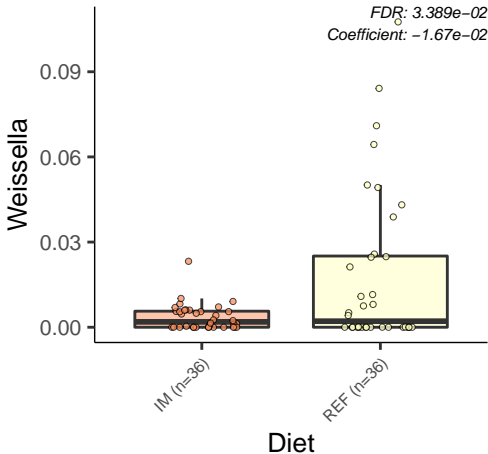 FDR: 3.389e−02
Coefficient: −1.67e−02
Weissella
0.09
0.06
0.03
0.00
IM (n=36)
REF (n=36)
Diet